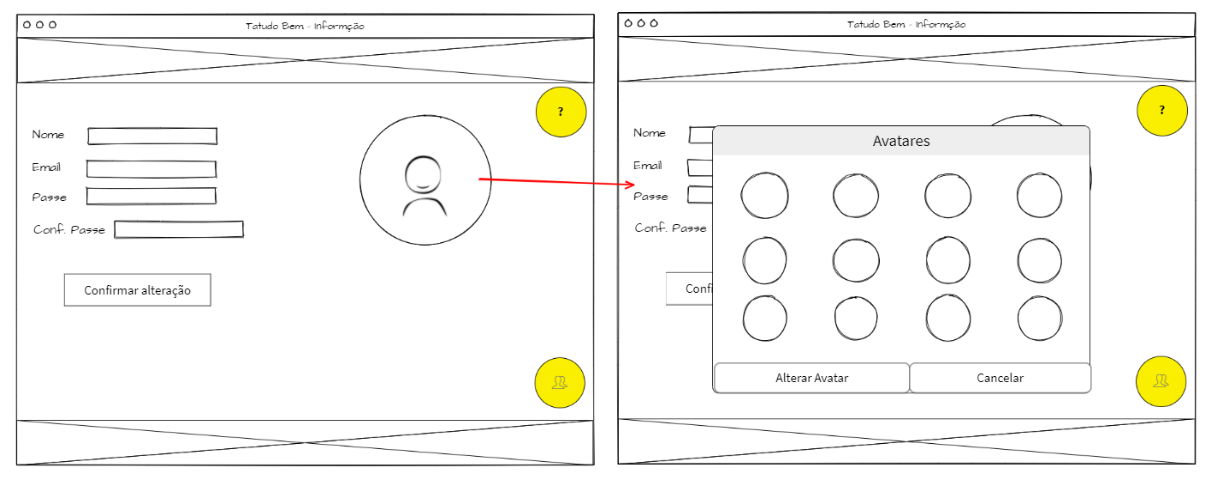 Tatudo Bem - Informção
?
Nome
Email
Passe
Conf. Passe
Confirmar alteração
Tatudo Bem - Informção
?
Nome
Email
Passe
Conf. Passe
Confi
Avatares
Alterar Avatar
Cancelar